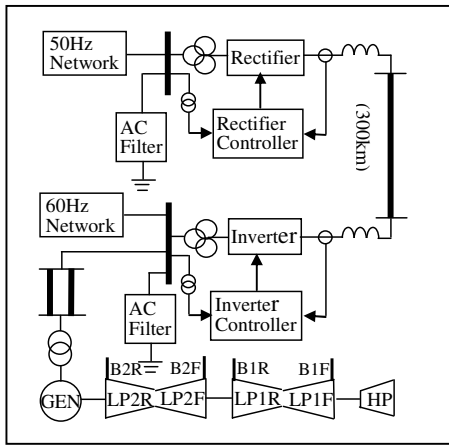 50Hz
Network
Rectifier
AC
Filter
Rectifier
Controller
(300km)
60Hz
Network
Inverter
AC
Filter
Inverter
Controller
B2R
B2F
B1R
B1F
GEN
LP2R
LP2F
LP1R
LP1F
HP